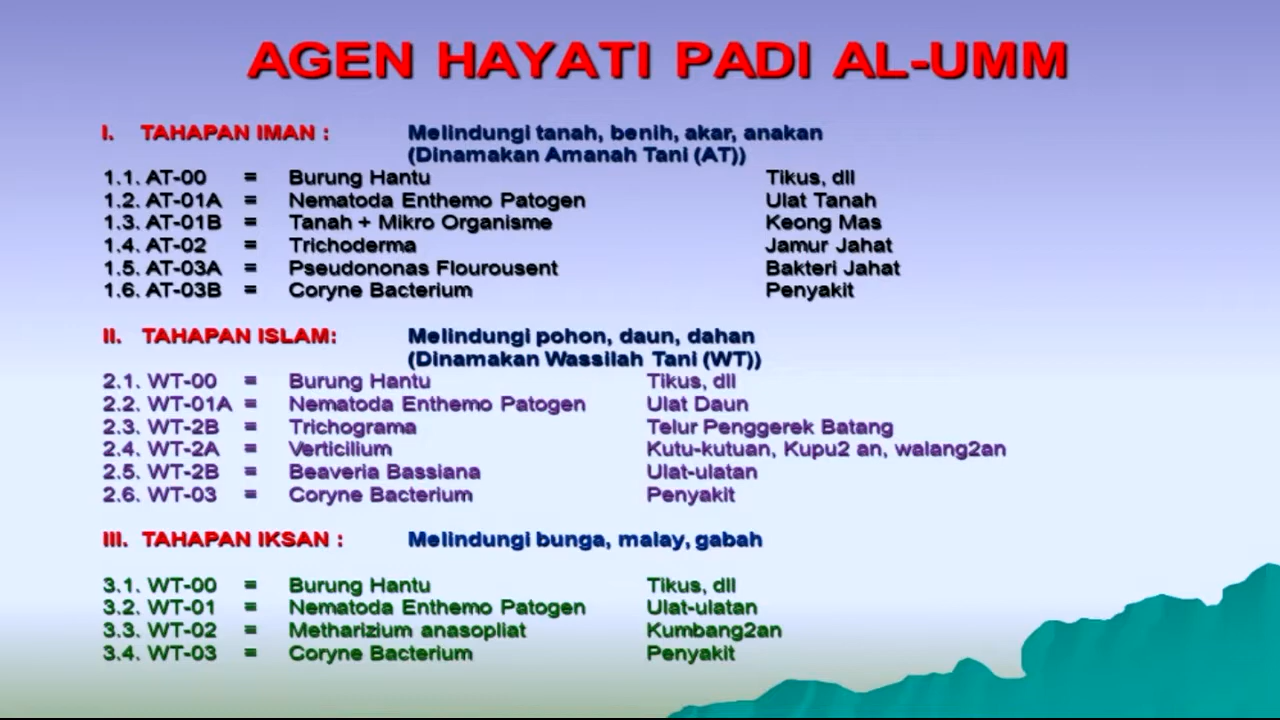 AGEN HAYATI PADI AL-UMM
I. TAHAPAN IMAN : Melindungi tanah, benih, akar, anakan
(Dinamakan Amanah Tani (AT))
1.1. AT-00 = Burung Hantu Tikus, dll
1.2. AT-01A = Nematoda Enthemo Patogen Ulat Tanah
1.3. AT-01B = Tanah + Mikro Organisme Keong Mas
1.4. AT-02 = Trichoderma Jamur Jahat
1.5. AT-03A = Pseudononas Flourousent Bakteri Jahat
1.6. AT-03B = Coryne Bacterium Penyakit
II. TAHAPAN ISLAM: Melindungi pohon, daun, dahan
(Dinamakan Wassilah Tani (WT))
2.1. WT-00 = Burung Hantu Tikus, dll
2.2. WT-01A = Nematoda Enthemo Patogen Ulat Daun
2.3. WT-2B = Trichograma Telur Penggerek Batang
2.4. WT-2A = Verticilium Kutu-kutuan, Kupu2 an, walang2an
2.5. WT-2B = Beaveria Bassiana Ulat-ulatan
2.6. WT-03 = Coryne Bacterium Penyakit
III. TAHAPAN IKSAN : Melindungi bunga, malay, gabah
3.1. WT-00 = Burung Hantu Tikus, dll
3.2. WT-01 = Nematoda Enthemo Patogen Ulat-ulatan
3.3. WT-02 = Metharizium anasopliat Kumbang2an
3.4. WT-03 = Coryne Bacterium Penyakit